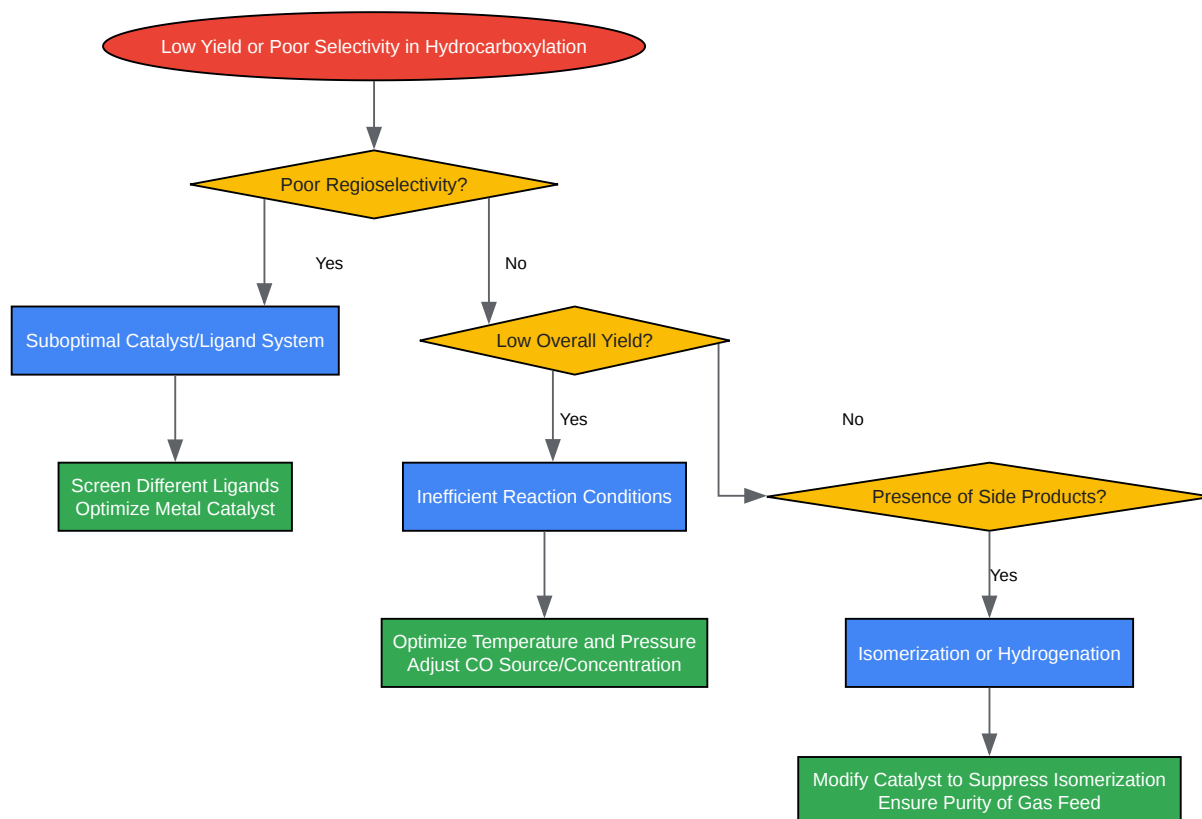 Low Yield or Poor Selectivity in Hydrocarboxylation
Poor Regioselectivity?
Yes
No
Suboptimal Catalyst/Ligand System
Low Overall Yield?
Yes
No
Screen Different Ligands
Optimize Metal Catalyst
Inefficient Reaction Conditions
Presence of Side Products?
Yes
Optimize Temperature and Pressure
Adjust CO Source/Concentration
Isomerization or Hydrogenation
Modify Catalyst to Suppress Isomerization
Ensure Purity of Gas Feed